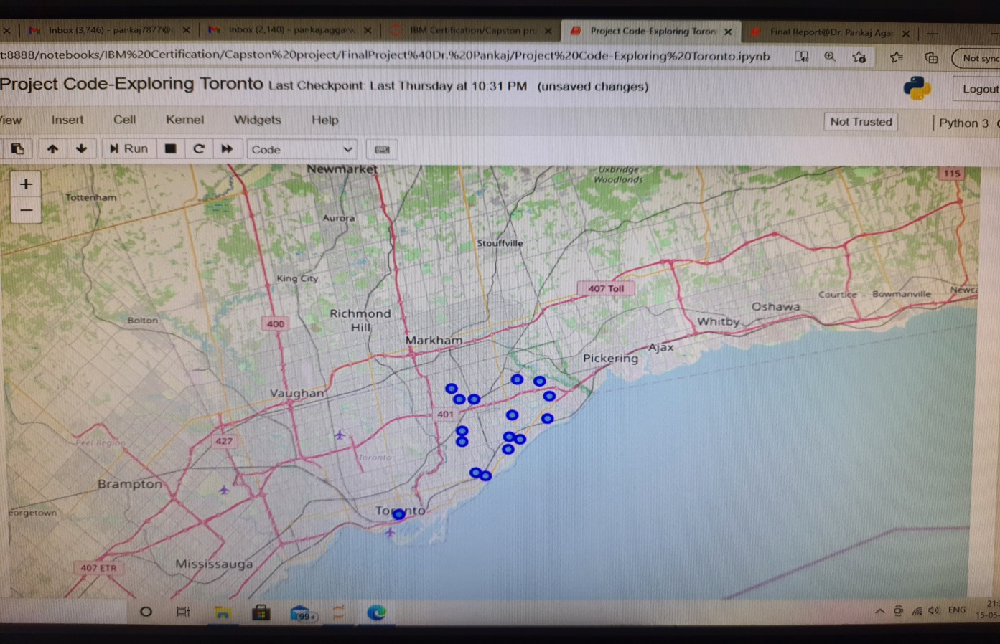 Inbox (3,746) - pankaj7877@g
Inbox (2,140) - pankaj.aggarw
IBM Certification/Capston pro
Project Code-Exploring Toron
Final Report@Dr. Pankaj Agar
t:8888/notebooks/IBM%20Certification/Capston%20project/FinalProject%40Dr.%20Pankaj/Project%20Code-Exploring%20Toronto.ipynb
Not sync
Project Code-Exploring Toronto Last Checkpoint: Last Thursday at 10:31 PM (unsaved changes)
Logout
View Insert Cell Kernel Widgets Help
Not Trusted
Python 3
Run
Code
+
−
Newmarket
Uxbridge
Woodlands
115
Tottenham
Aurora
Stouffville
King City
407 Toll
Courtice
Bowmanville
Newca
Bolton
400
Richmond
Hill
Oshawa
Whitby
Markham
Ajax
Pickering
Vaughan
401
427
Peel Region
Toronto
Brampton
eorgetown
Toronto
Mississauga
407 ETR
99+
ENG
21:
15-05-